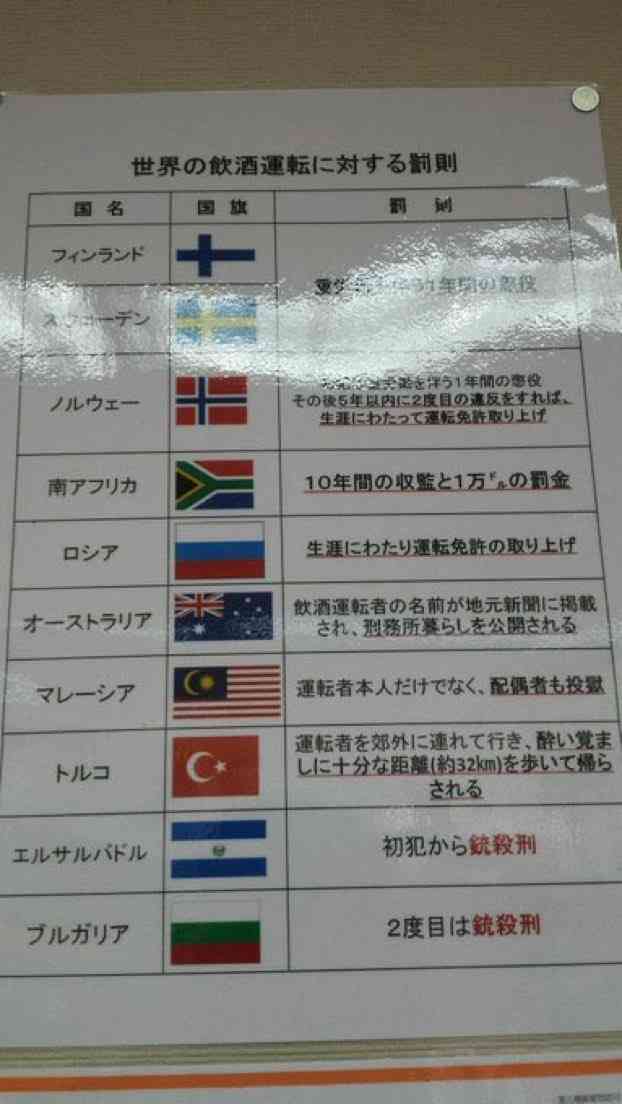 世界の飲酒運転に対する罰則
国名 国旗 罰則
フィンランド
スウェーデン
1年間の懲役
ノルウェー
を伴う1年間の懲役
その後5年以内に2度目の違反をすれば、
生涯にわたって運転免許取り上げ
南アフリカ
10年間の収監と1万㌦の罰金
ロシア
生涯にわたり運転免許の取り上げ
オーストラリア
飲酒運転者の名前が地元新聞に掲載
され、刑務所暮らしを公開される
マレーシア
運転者本人だけでなく、配偶者も投獄
トルコ
運転者を郊外に連れて行き、酔い覚ま
しに十分な距離(約32km)を歩いて帰ら
される
エルサルバドル
初犯から銃殺刑
ブルガリア
2度目は銃殺刑